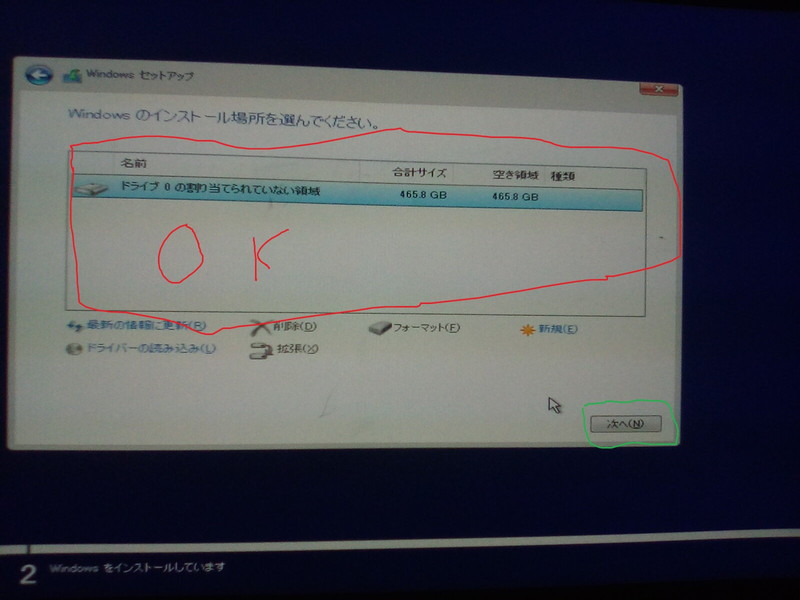 Windows セットアップ
Windows のインストール場所を選んでください。
名前 合計サイズ 空き領域 種類
ドライブ 0 の割り当てられていない領域 465.8 GB 465.8 GB
OK
最新の情報に更新(R) 削除(D) フォーマット(F) 新規(E)
ドライバーの読み込み(L) 拡張(X)
次へ(N)
2 Windows をインストールしています